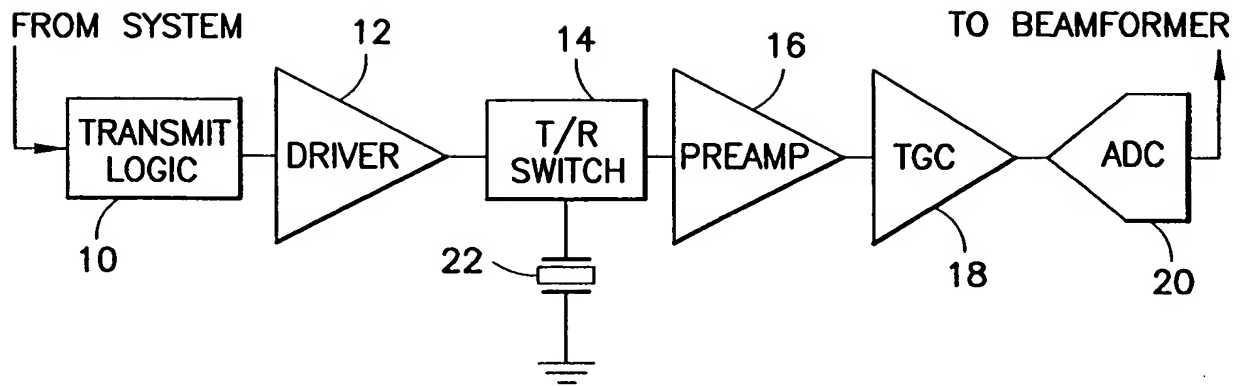 FROM SYSTEM
TO BEAMFORMER
12
14
16
TRANSMIT
LOGIC
DRIVER
T/R
SWITCH
PREAMP
TGC
ADC
10
22
18
20